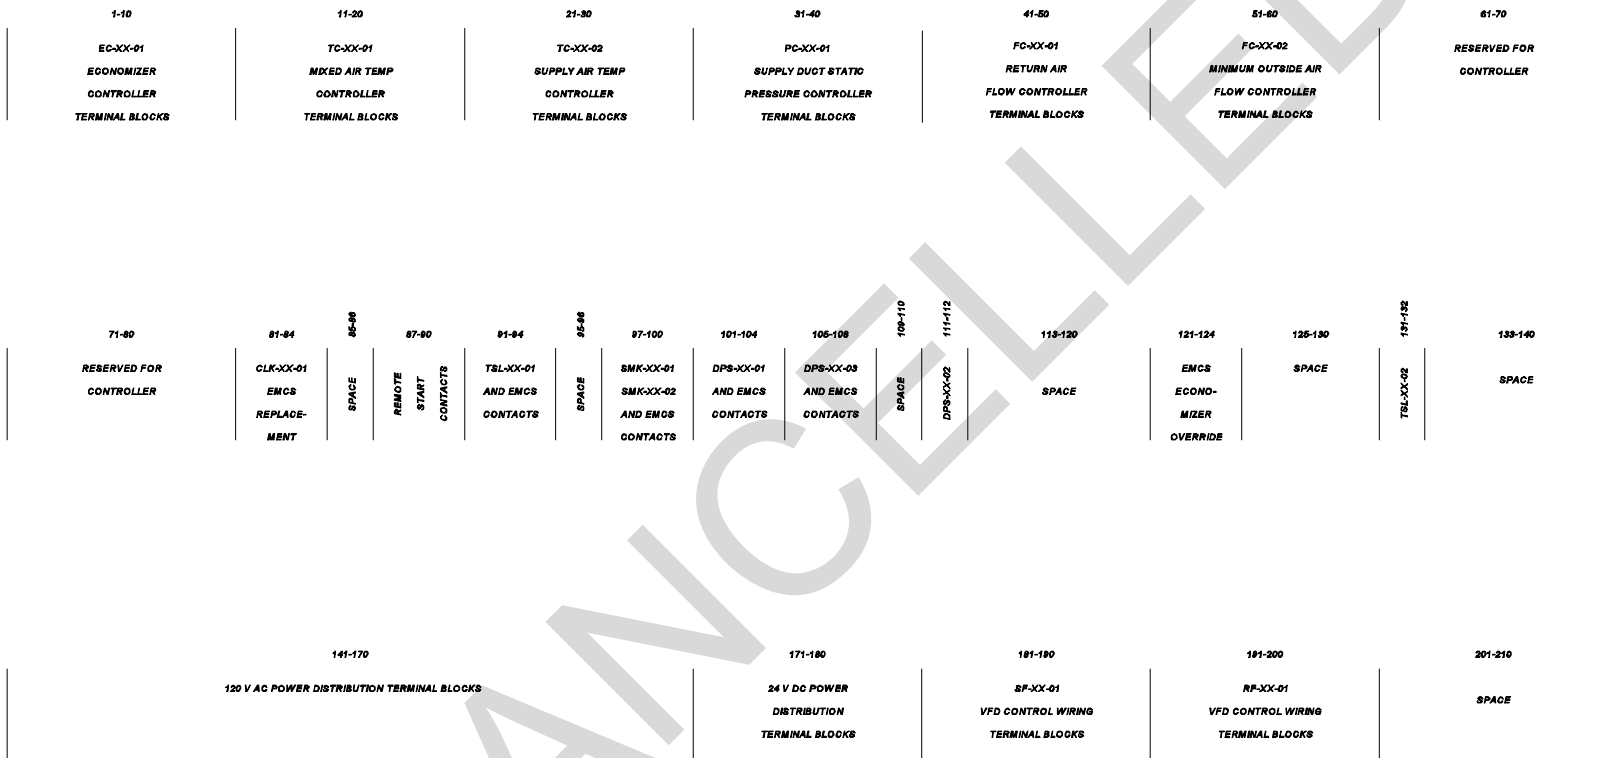 1-10
EC-XX-01
ECONOMIZER
CONTROLLER
TERMINAL BLOCKS
11-20
TC-XX-01
MIXED AIR TEMP
CONTROLLER
TERMINAL BLOCKS
21-30
TC-XX-02
SUPPLY AIR TEMP
CONTROLLER
TERMINAL BLOCKS
31-40
PC-XX-01
SUPPLY DUCT STATIC
PRESSURE CONTROLLER
TERMINAL BLOCKS
41-50
FC-XX-01
RETURN AIR
FLOW CONTROLLER
TERMINAL BLOCKS
51-60
FC-XX-02
MINIMUM OUTSIDE AIR
FLOW CONTROLLER
TERMINAL BLOCKS
61-70
RESERVED FOR
CONTROLLER
71-80
RESERVED FOR
CONTROLLER
81-84
CLK-XX-01
EMCS
REPLACE-
MENT
85-86
SPACE
87-90
REMOTE
START
CONTACTS
91-94
TSL-XX-01
AND EMCS
CONTACTS
95-96
SPACE
97-100
SMK-XX-01
SMK-XX-02
AND EMCS
CONTACTS
101-104
DPS-XX-01
AND EMCS
CONTACTS
105-108
DPS-XX-03
AND EMCS
CONTACTS
109-110
SPACE
111-112
DPS-XX-02
113-120
SPACE
121-124
EMCS
ECONO-
MIZER
OVERRIDE
125-130
SPACE
131-132
TSL-XX-02
133-140
SPACE
141-170
120 V AC POWER DISTRIBUTION TERMINAL BLOCKS
171-180
24 V DC POWER
DISTRIBUTION
TERMINAL BLOCKS
181-190
SF-XX-01
VFD CONTROL WIRING
TERMINAL BLOCKS
191-200
RF-XX-01
VFD CONTROL WIRING
TERMINAL BLOCKS
201-210
SPACE
ANCELLED